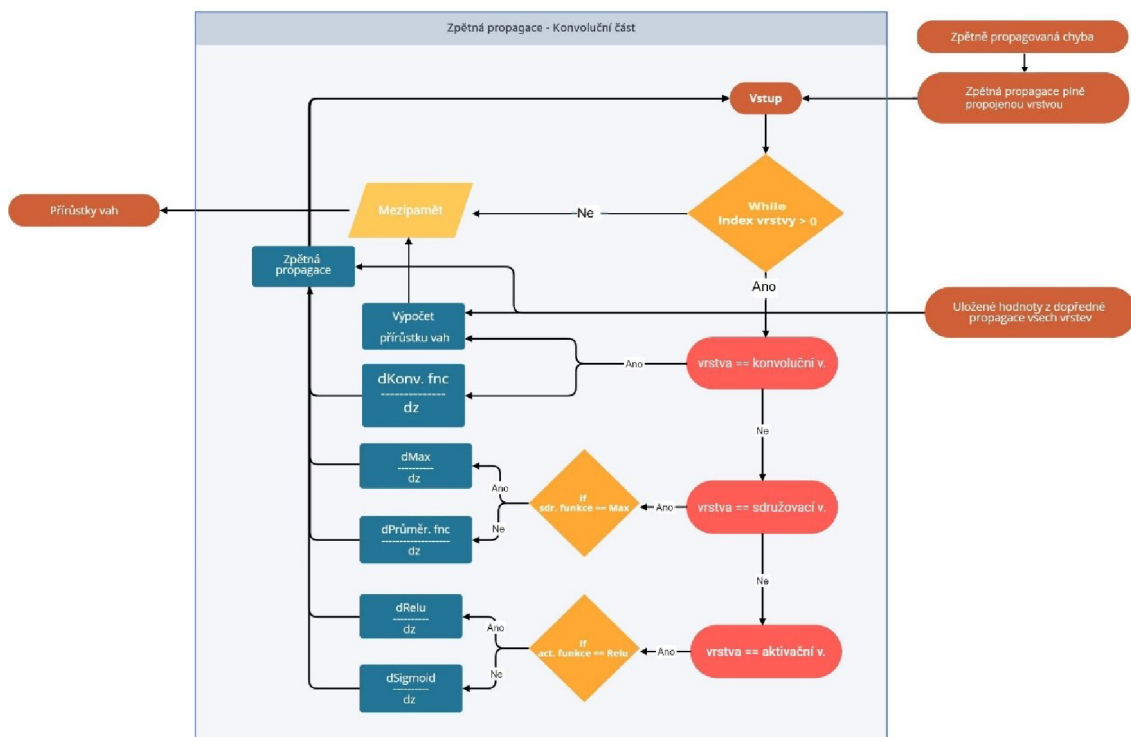 Zpětná propagace - Konvoluční část
Zpětně propagovaná chyba
Zpětná propagace plně
propojenou vrstvou
Vstup
Přírůstky vah
Mezipamět
Ne
While
Index vrstvy > 0
Zpětná
propagace
Ano
Uložené hodnoty z dopředné
propagace všech vrstev
Výpočet
přírůstku vah
Ano
vrstva == konvoluční v.
dKonv. fnc
--------------
dz
Ne
dMax
----------
dz
Ano
if
sdr. funkce == Max
Ano
vrstva == sdružovací v.
Ne
dPrůměr. fnc
------------------
dz
Ne
dRelu
----------
dz
Ano
if
act. funkce == Relu
Ano
vrstva == aktivační v.
Ne
dSigmoid
------------
dz